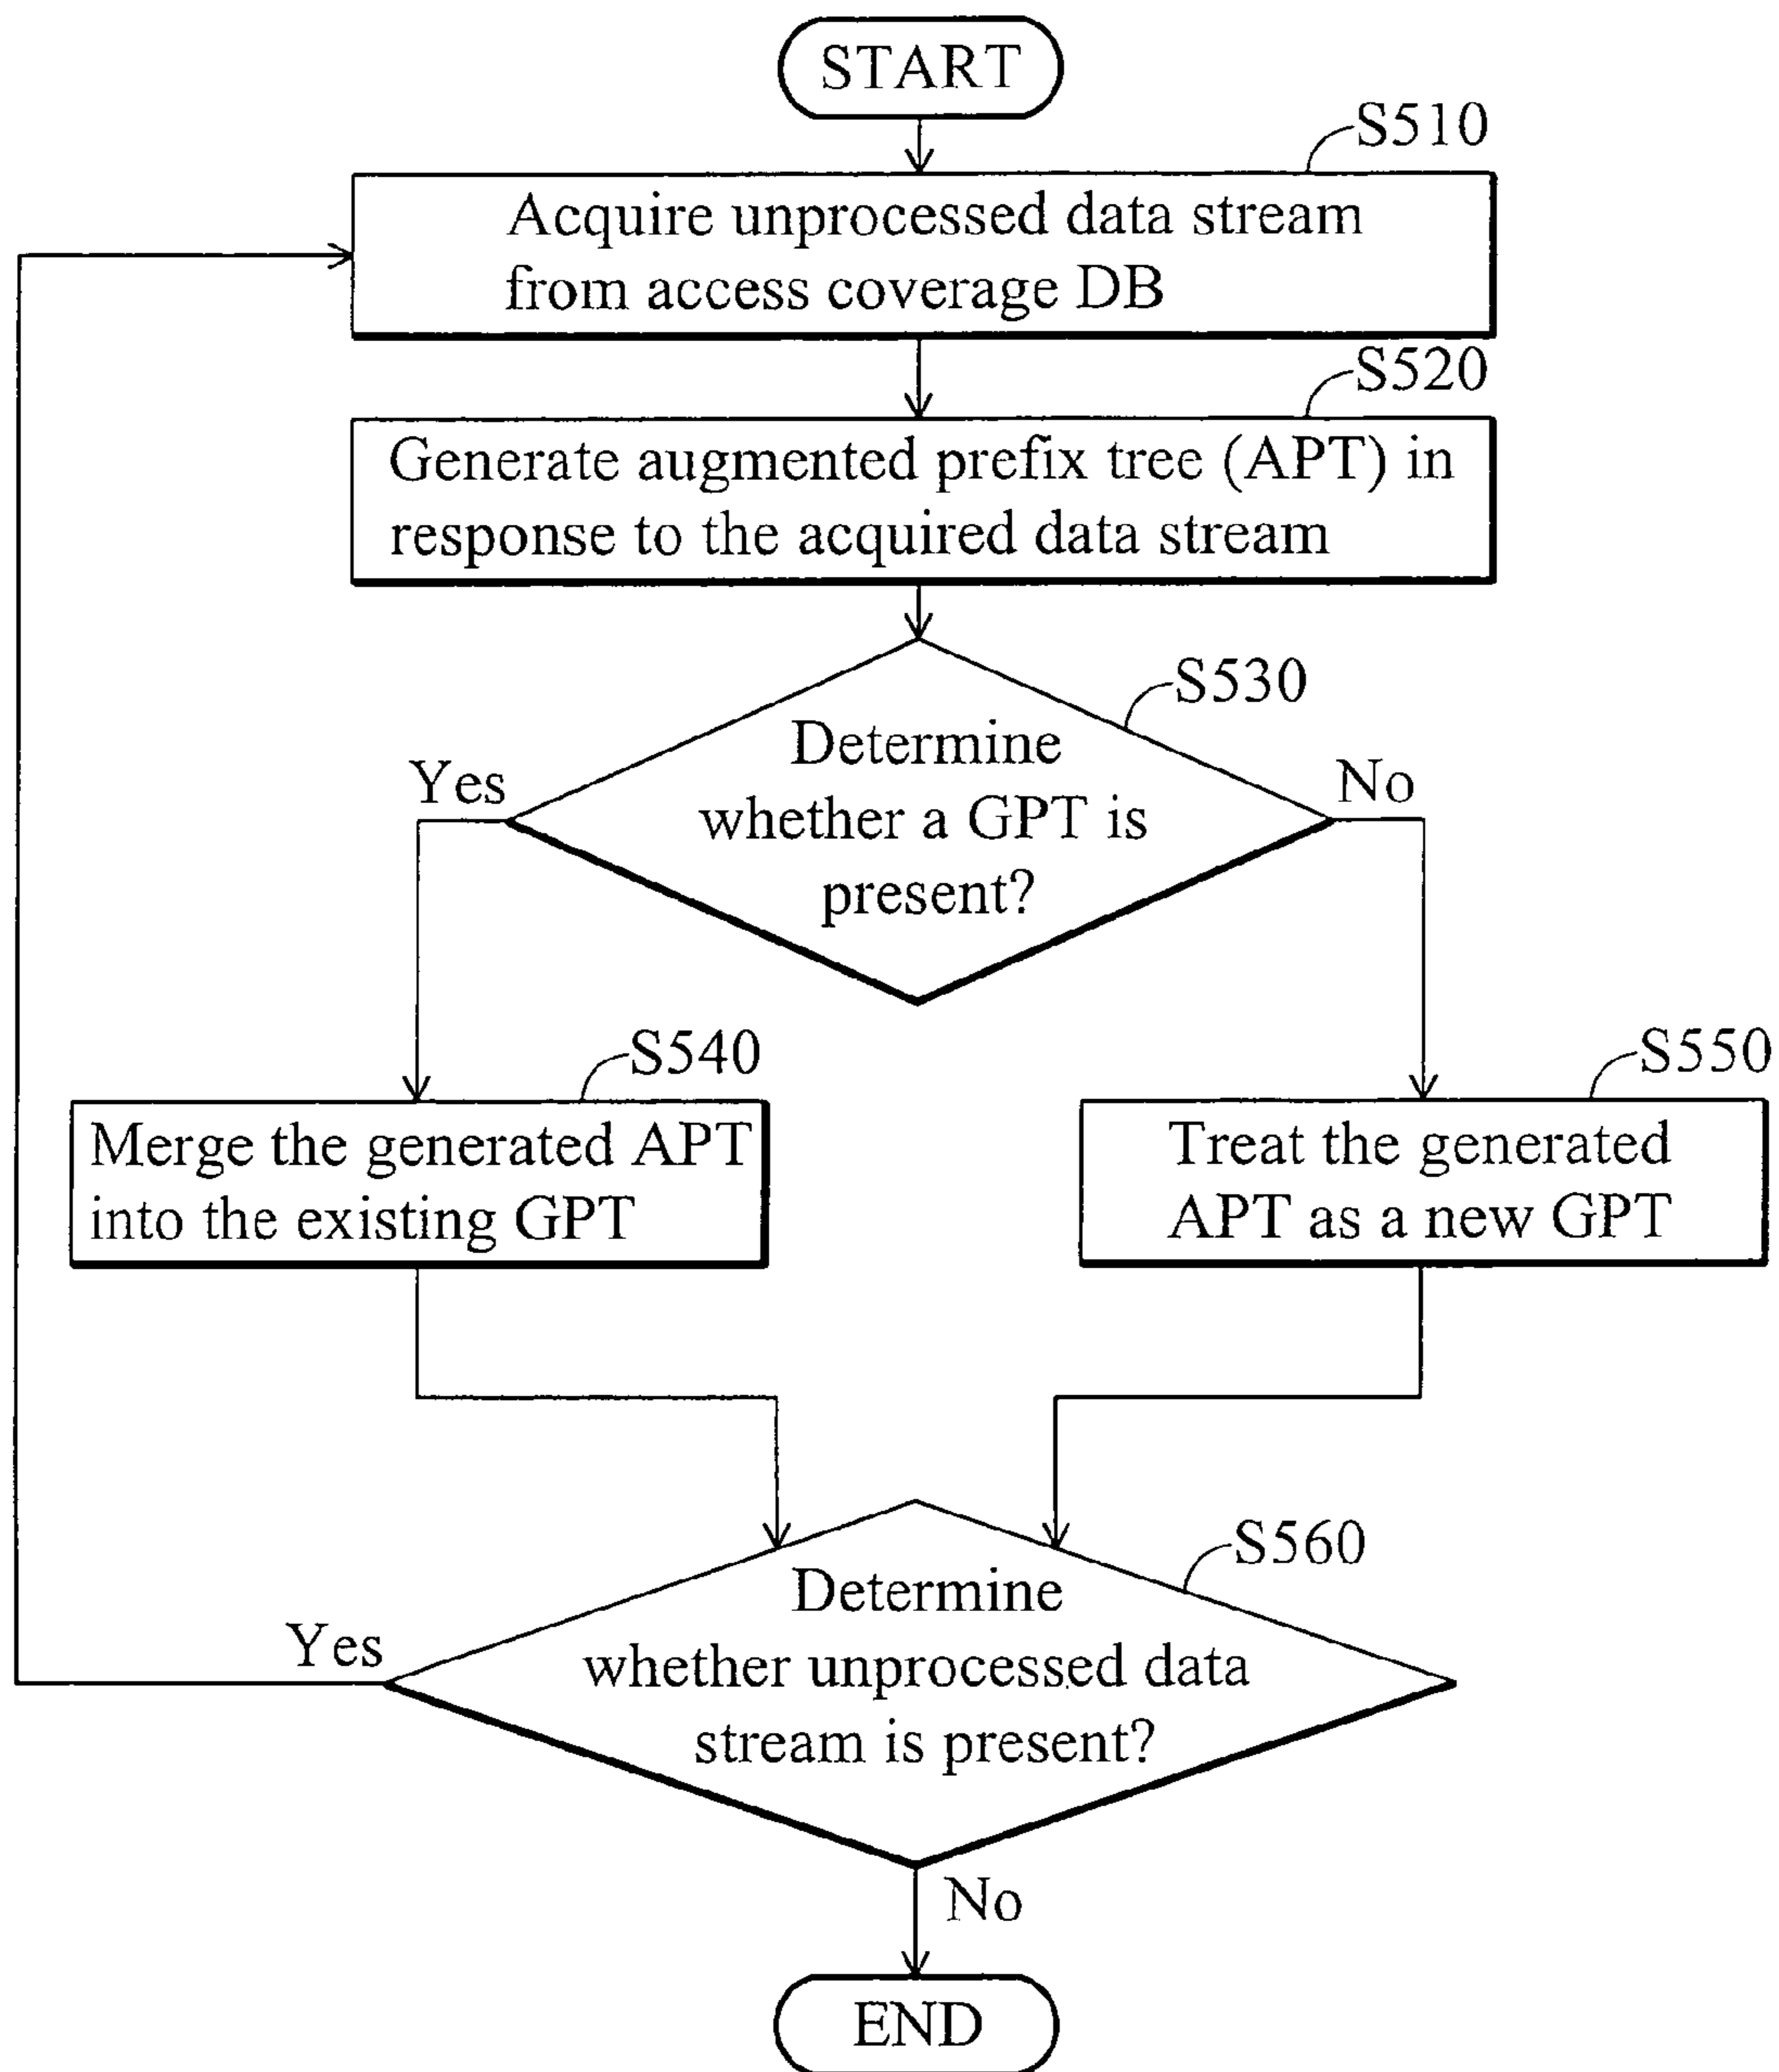 START
S510
Acquire unprocessed data stream
from access coverage DB
S520
Generate augmented prefix tree (APT) in
response to the acquired data stream
S530
Determine
whether a GPT is
present?
Yes
No
S540
Merge the generated APT
into the existing GPT
S550
Treat the generated
APT as a new GPT
S560
Determine
whether unprocessed data
stream is present?
Yes
No
END